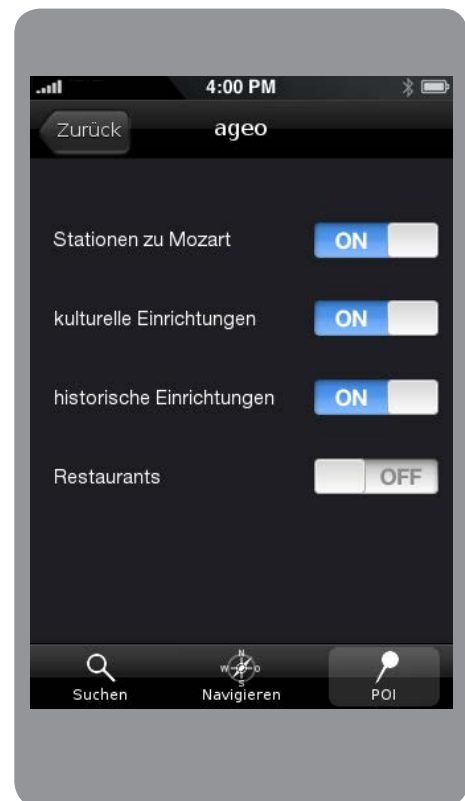 4:00 PM
Zurück ageo
Stationen zu Mozart ON
kulturelle Einrichtungen ON
historische Einrichtungen ON
Restaurants OFF
N
W O
S
Suchen Navigieren POI